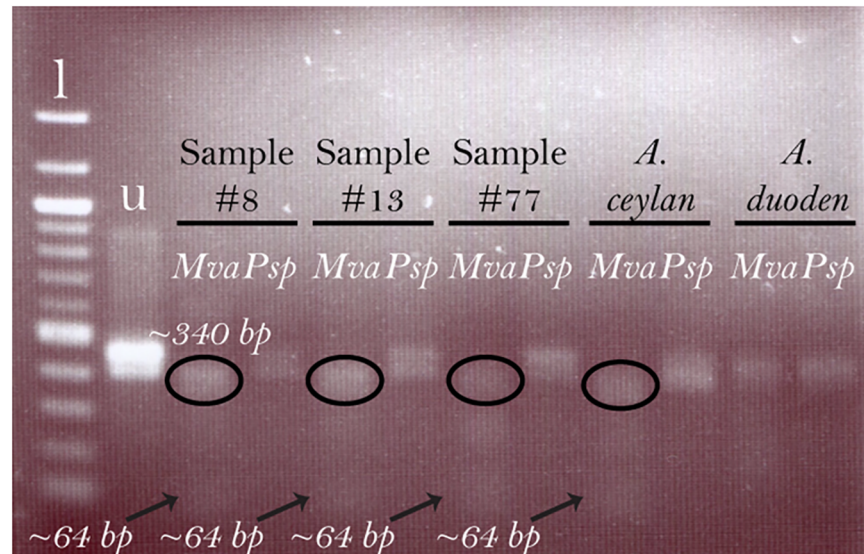 l
u
Sample Sample Sample A. A.
#8 #13 #77 ceylan duoden
MvaPsp MvaPsp MvaPsp MvaPsp MvaPsp
~340 bp
~64 bp ~64 bp ~64 bp ~64 bp